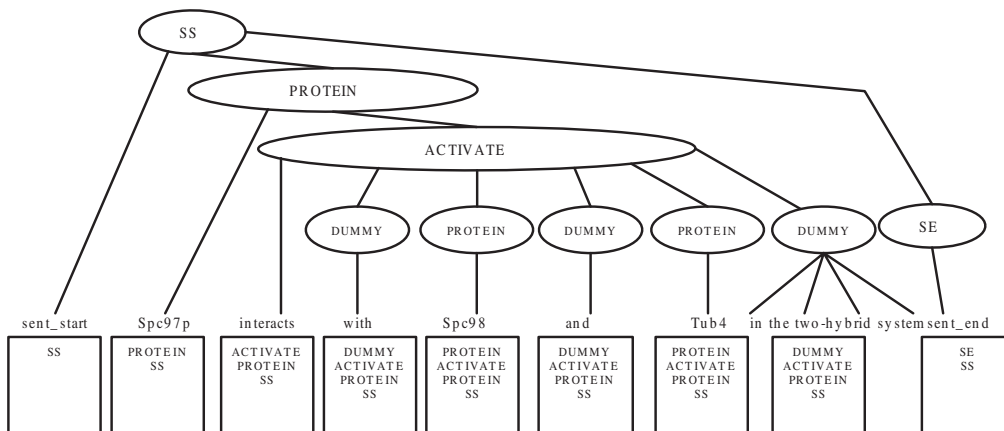 SS
PROTEIN
ACTIVATE
DUMMY PROTEIN DUMMY PROTEIN DUMMY SE
sent_start Spc97p interacts with Spc98 and Tub4 in the two-hybrid system sent_end
SS PROTEIN ACTIVATE DUMMY PROTEIN DUMMY PROTEIN DUMMY SE
SS PROTEIN ACTIVATE ACTIVATE ACTIVATE ACTIVATE ACTIVATE SS
SS PROTEIN PROTEIN PROTEIN PROTEIN PROTEIN
SS SS SS SS SS